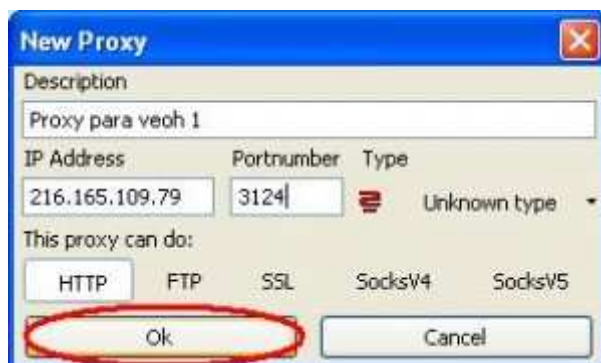 New Proxy
Description
Proxy para veoh 1
IP Address Portnumber Type
216.165.109.79 3124 Unknown type
This proxy can do:
HTTP FTP SSL SocksV4 SocksV5
Ok Cancel